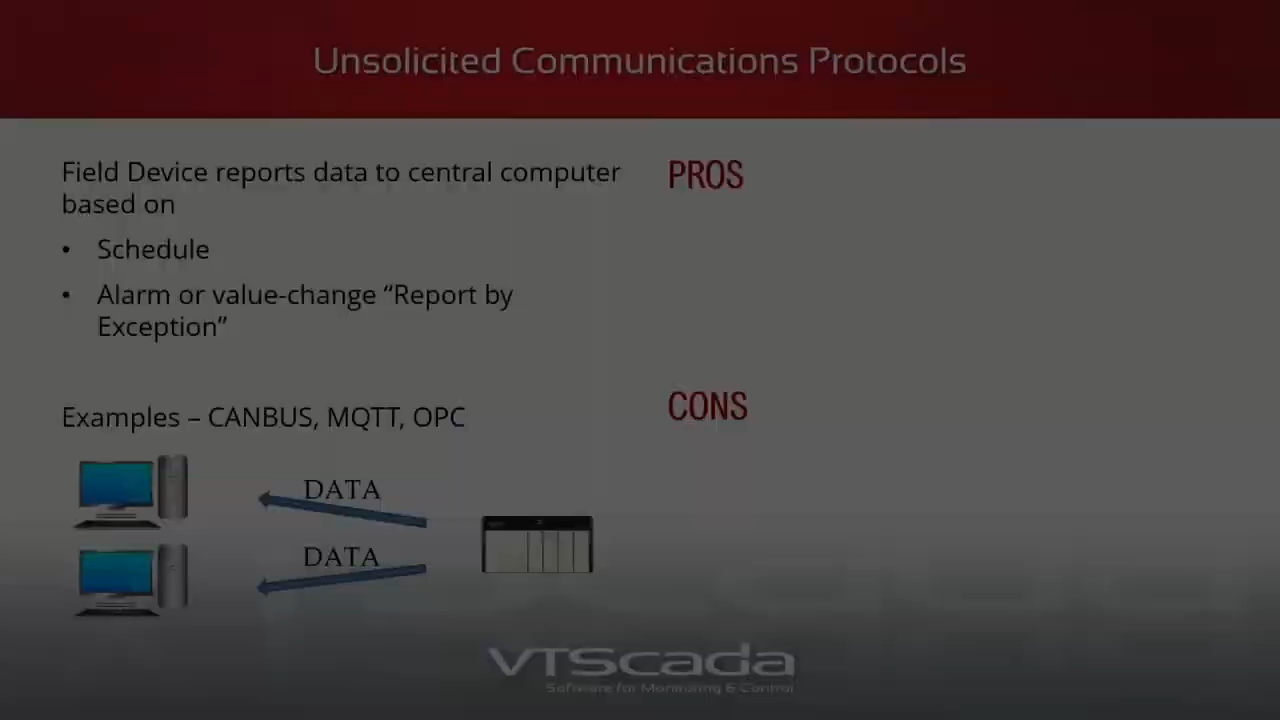 Unsolicited Communications Protocols
Field Device reports data to central computer
based on
• Schedule
• Alarm or value-change “Report by
Exception”
Examples – CANBUS, MQTT, OPC
DATA
DATA
PROS
CONS
VTScada
Software for Monitoring & Control